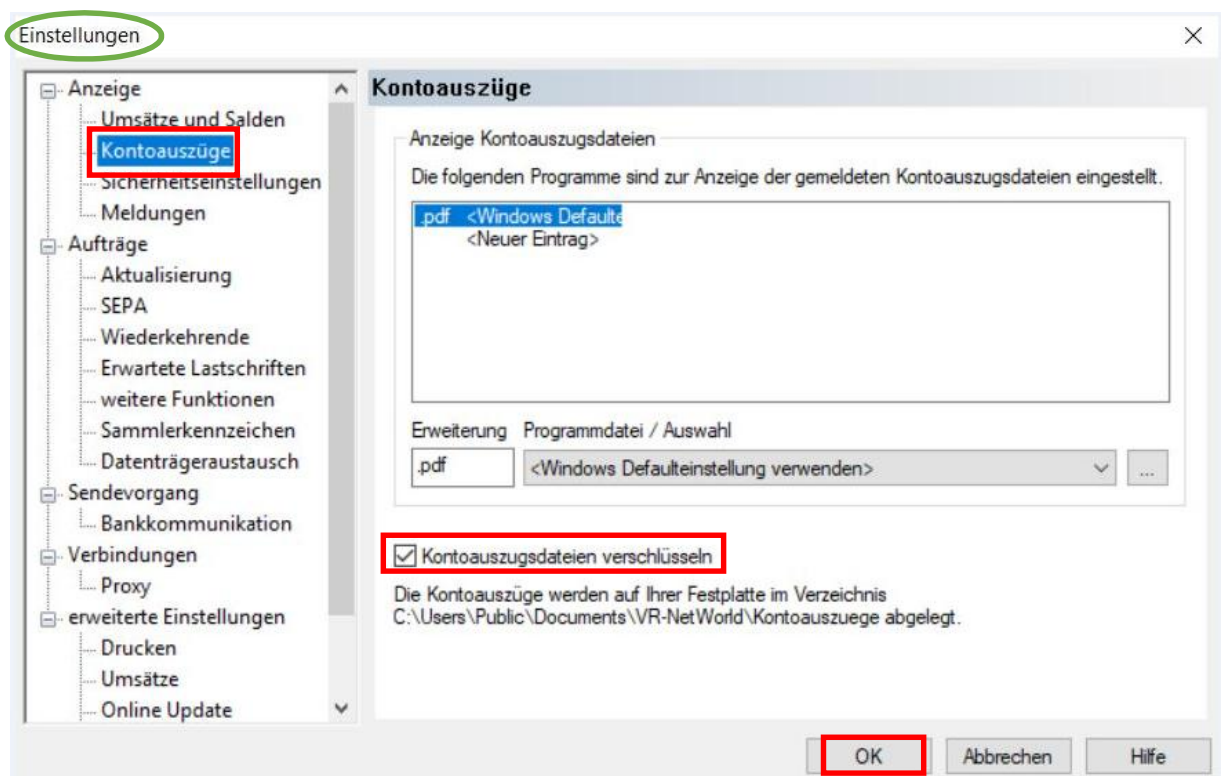 Einstellungen
Anzeige
Umsätze und Salden
Kontoauszüge
Sicherheitseinstellungen
Meldungen
Aufträge
Aktualisierung
SEPA
Wiederkehrende
Erwartete Lastschriften
weitere Funktionen
Sammlerkennzeichen
Datenträgeraustausch
Sendevorgang
Bankkommunikation
Verbindungen
Proxy
erweiterte Einstellungen
Drucken
Umsätze
Online Update
Kontoauszüge
Anzeige Kontoauszugsdateien
Die folgenden Programme sind zur Anzeige der gemeldeten Kontoauszugsdateien eingestellt.
.pdf <Windows Defaulte
<Neuer Eintrag>
Erweiterung Programmdatei / Auswahl
.pdf <Windows Defaulteinstellung verwenden> ...
Kontoauszugsdateien verschlüsseln
Die Kontoauszüge werden auf Ihrer Festplatte im Verzeichnis
C:\Users\Public\Documents\VR-NetWorld\Kontoauszuege abgelegt.
OK Abbrechen Hilfe